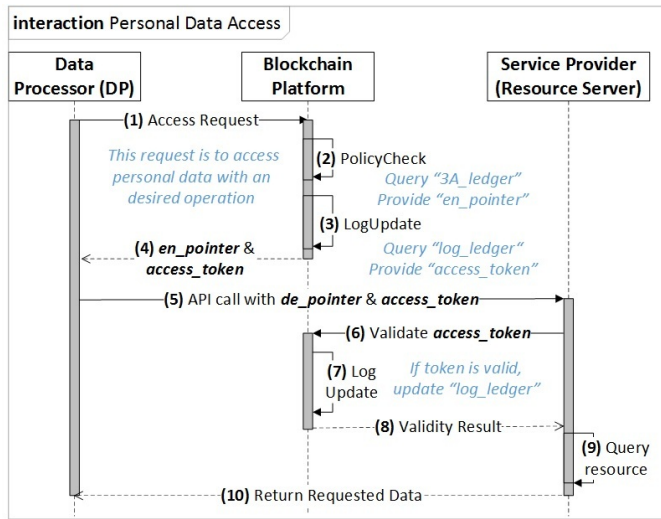 interaction Personal Data Access
Data
Processor (DP)
Blockchain
Platform
Service Provider
(Resource Server)
(1) Access Request
This request is to access
personal data with an
desired operation
(2) PolicyCheck
Query “3A_ledger”
Provide “en_pointer”
(3) LogUpdate
Query “log_ledger”
Provide “access_token”
(4) en_pointer &
access_token
(5) API call with de_pointer & access_token
(6) Validate access_token
(7) Log
Update
If token is valid,
update “log_ledger”
(8) Validity Result
(9) Query
resource
(10) Return Requested Data